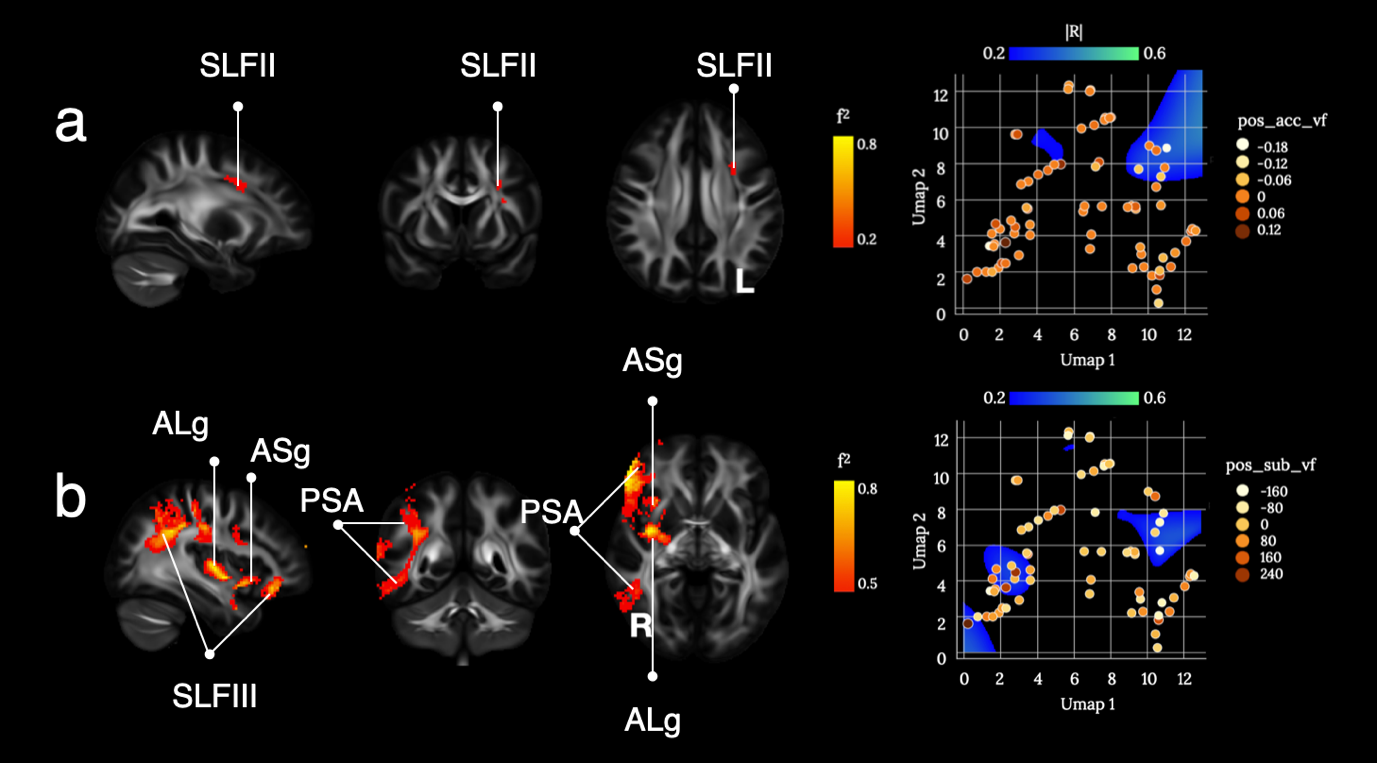 a
SLFII
SLFII
SLFII
L
f²
0.8
0.2
|R|
0.2
0.6
Umap 2
12
10
8
6
4
2
0
0 2 4 6 8 10 12
Umap 1
pos_acc_vf
-0.18
-0.12
-0.06
0
0.06
0.12
b
ALg
ASg
SLFIII
PSA
PSA
ASg
R
ALg
f²
0.8
0.5
0.2
0.6
Umap 2
12
10
8
6
4
2
0
0 2 4 6 8 10 12
Umap 1
pos_sub_vf
-160
-80
0
80
160
240